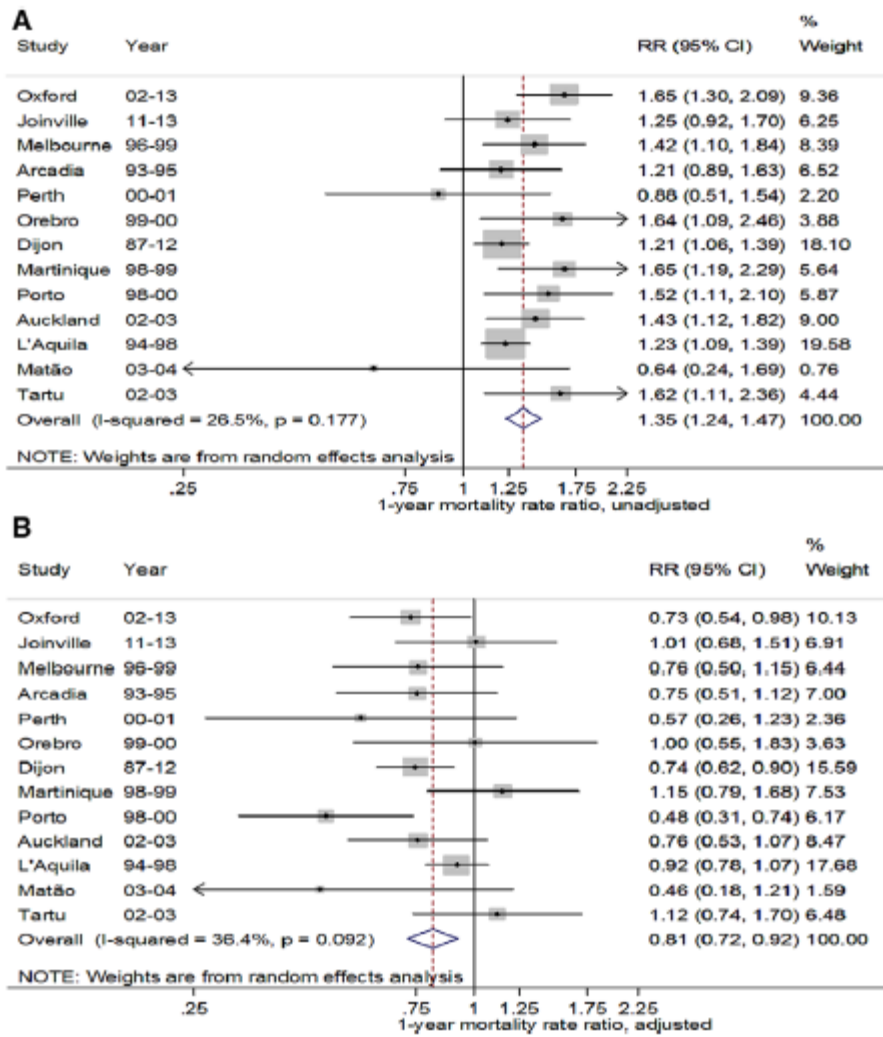 A
%
Study Year RR (95% CI) Weight
Oxford 02-13 1.65 (1.30, 2.09) 9.36
Joinville 11-13 1.25 (0.92, 1.70) 6.25
Melbourne 96-99 1.42 (1.10, 1.84) 8.39
Arcadia 93-95 1.21 (0.89, 1.63) 6.52
Perth 00-01 0.88 (0.51, 1.54) 2.20
Orebro 99-00 1.64 (1.09, 2.46) 3.88
Dijon 87-12 1.21 (1.06, 1.39) 18.10
Martinique 98-99 1.65 (1.19, 2.29) 5.64
Porto 98-00 1.52 (1.11, 2.10) 5.87
Auckland 02-03 1.43 (1.12, 1.82) 9.00
L'Aquila 94-98 1.23 (1.09, 1.39) 19.58
Matão 03-04 0.64 (0.24, 1.69) 0.76
Tartu 02-03 1.62 (1.11, 2.36) 4.44
Overall (I-squared = 26.5%, p = 0.177) 1.35 (1.24, 1.47) 100.00
NOTE: Weights are from random effects analysis
.25 .75 1 1.25 1.75 2.25
1-year mortality rate ratio, unadjusted
B
%
Study Year RR (95% CI) Weight
Oxford 02-13 0.73 (0.54, 0.98) 10.13
Joinville 11-13 1.01 (0.68, 1.51) 6.91
Melbourne 96-99 0.76 (0.50, 1.15) 6.44
Arcadia 93-95 0.75 (0.51, 1.12) 7.00
Perth 00-01 0.57 (0.26, 1.23) 2.36
Orebro 99-00 1.00 (0.55, 1.83) 3.63
Dijon 87-12 0.74 (0.62, 0.90) 15.59
Martinique 98-99 1.15 (0.79, 1.68) 7.53
Porto 98-00 0.48 (0.31, 0.74) 6.17
Auckland 02-03 0.76 (0.53, 1.07) 8.47
L'Aquila 94-98 0.92 (0.78, 1.07) 17.68
Matão 03-04 0.46 (0.18, 1.21) 1.59
Tartu 02-03 1.12 (0.74, 1.70) 6.48
Overall (I-squared = 36.4%, p = 0.092) 0.81 (0.72, 0.92) 100.00
NOTE: Weights are from random effects analysis
.25 .75 1 1.25 1.75 2.25
1-year mortality rate ratio, adjusted